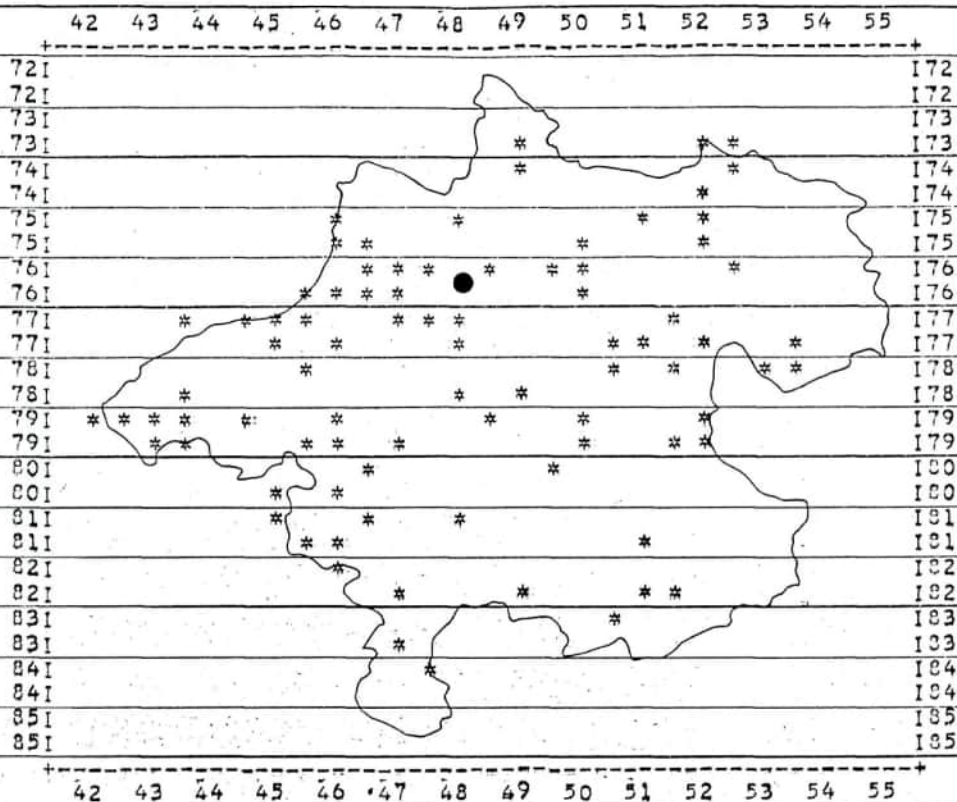 42 43 44 45 46 47 48 49 50 51 52 53 54 55
72I I72
72I I72
73I I73
73I I73
74I I74
74I I74
75I I75
75I I75
76I I76
76I I76
77I I77
77I I77
78I I78
78I I78
79I I79
79I I79
80I I80
80I I80
81I I81
81I I81
82I I82
82I I82
83I I83
83I I83
84I I84
84I I84
85I I85
85I I85
42 43 44 45 46 47 48 49 50 51 52 53 54 55